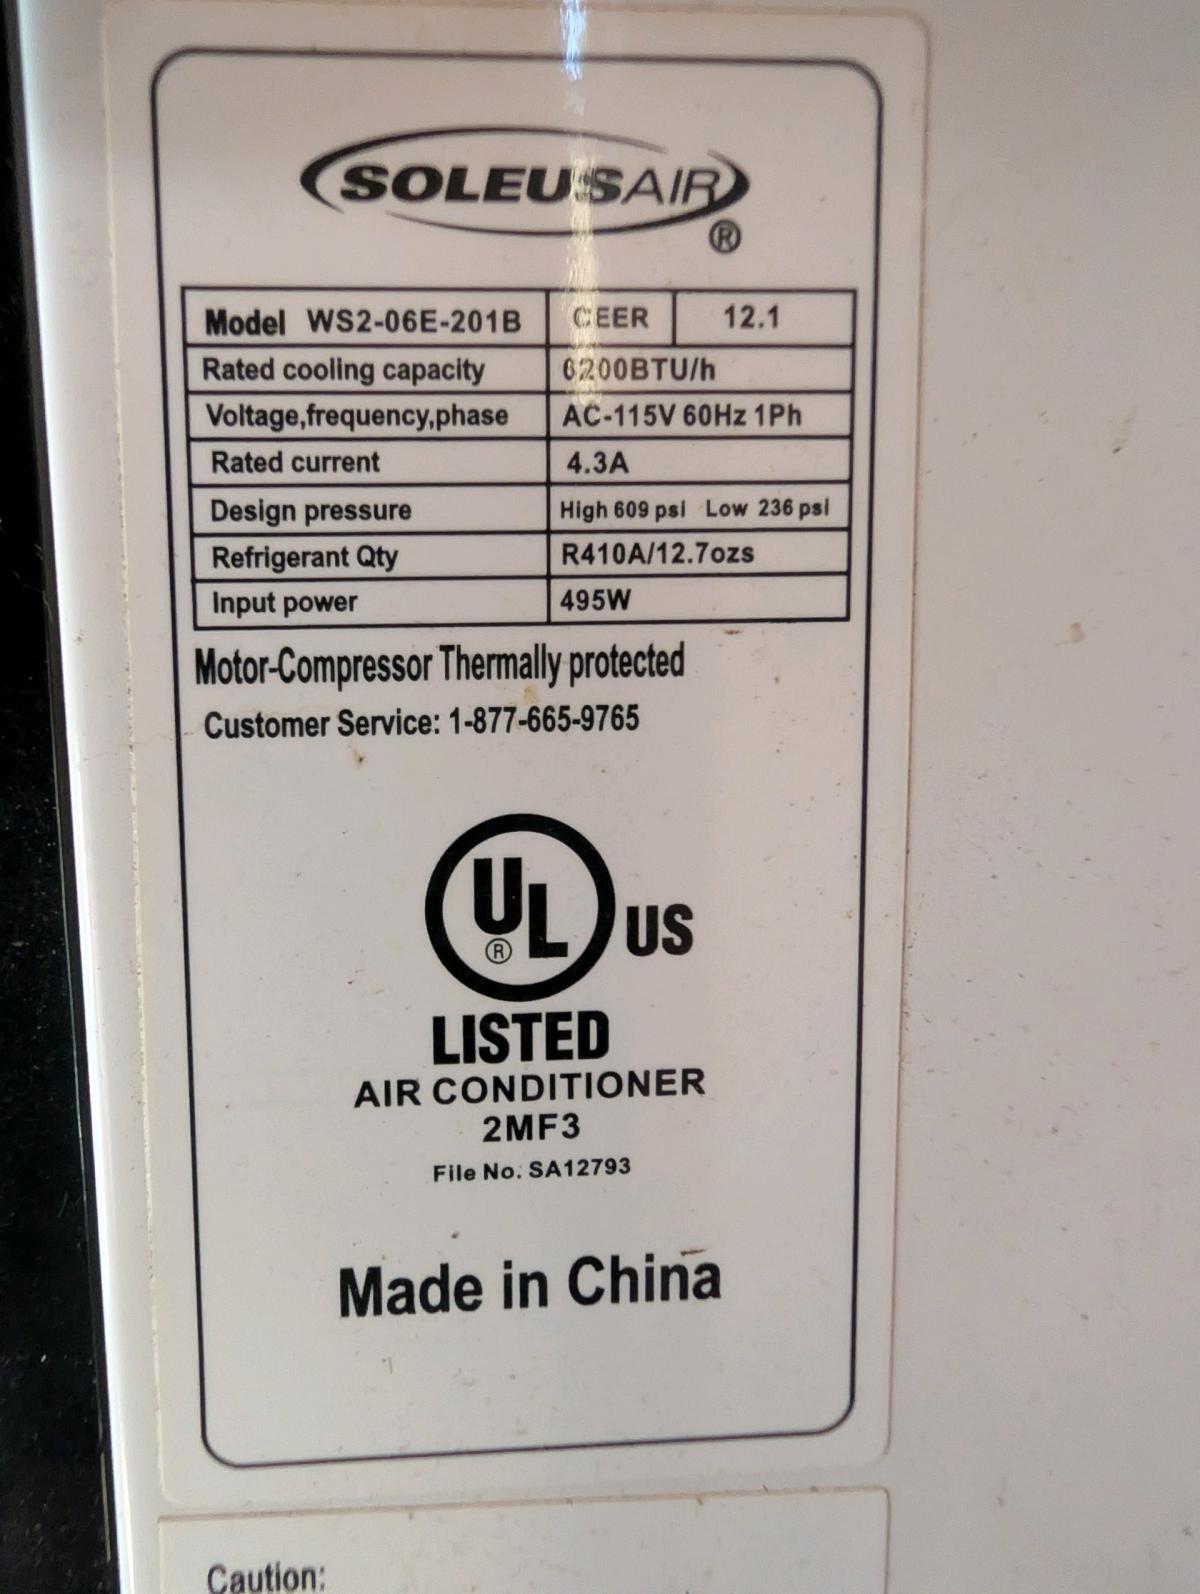 SOLEUSAIR
®
Model WS2-06E-201B CEER 12.1
Rated cooling capacity 6200BTU/h
Voltage,frequency,phase AC-115V 60Hz 1Ph
Rated current 4.3A
Design pressure High 609 psi Low 236 psi
Refrigerant Qty R410A/12.7ozs
Input power 495W
Motor-Compressor Thermally protected
Customer Service: 1-877-665-9765
UL ® US
LISTED
AIR CONDITIONER
2MF3
File No. SA12793
Made in China
Caution: